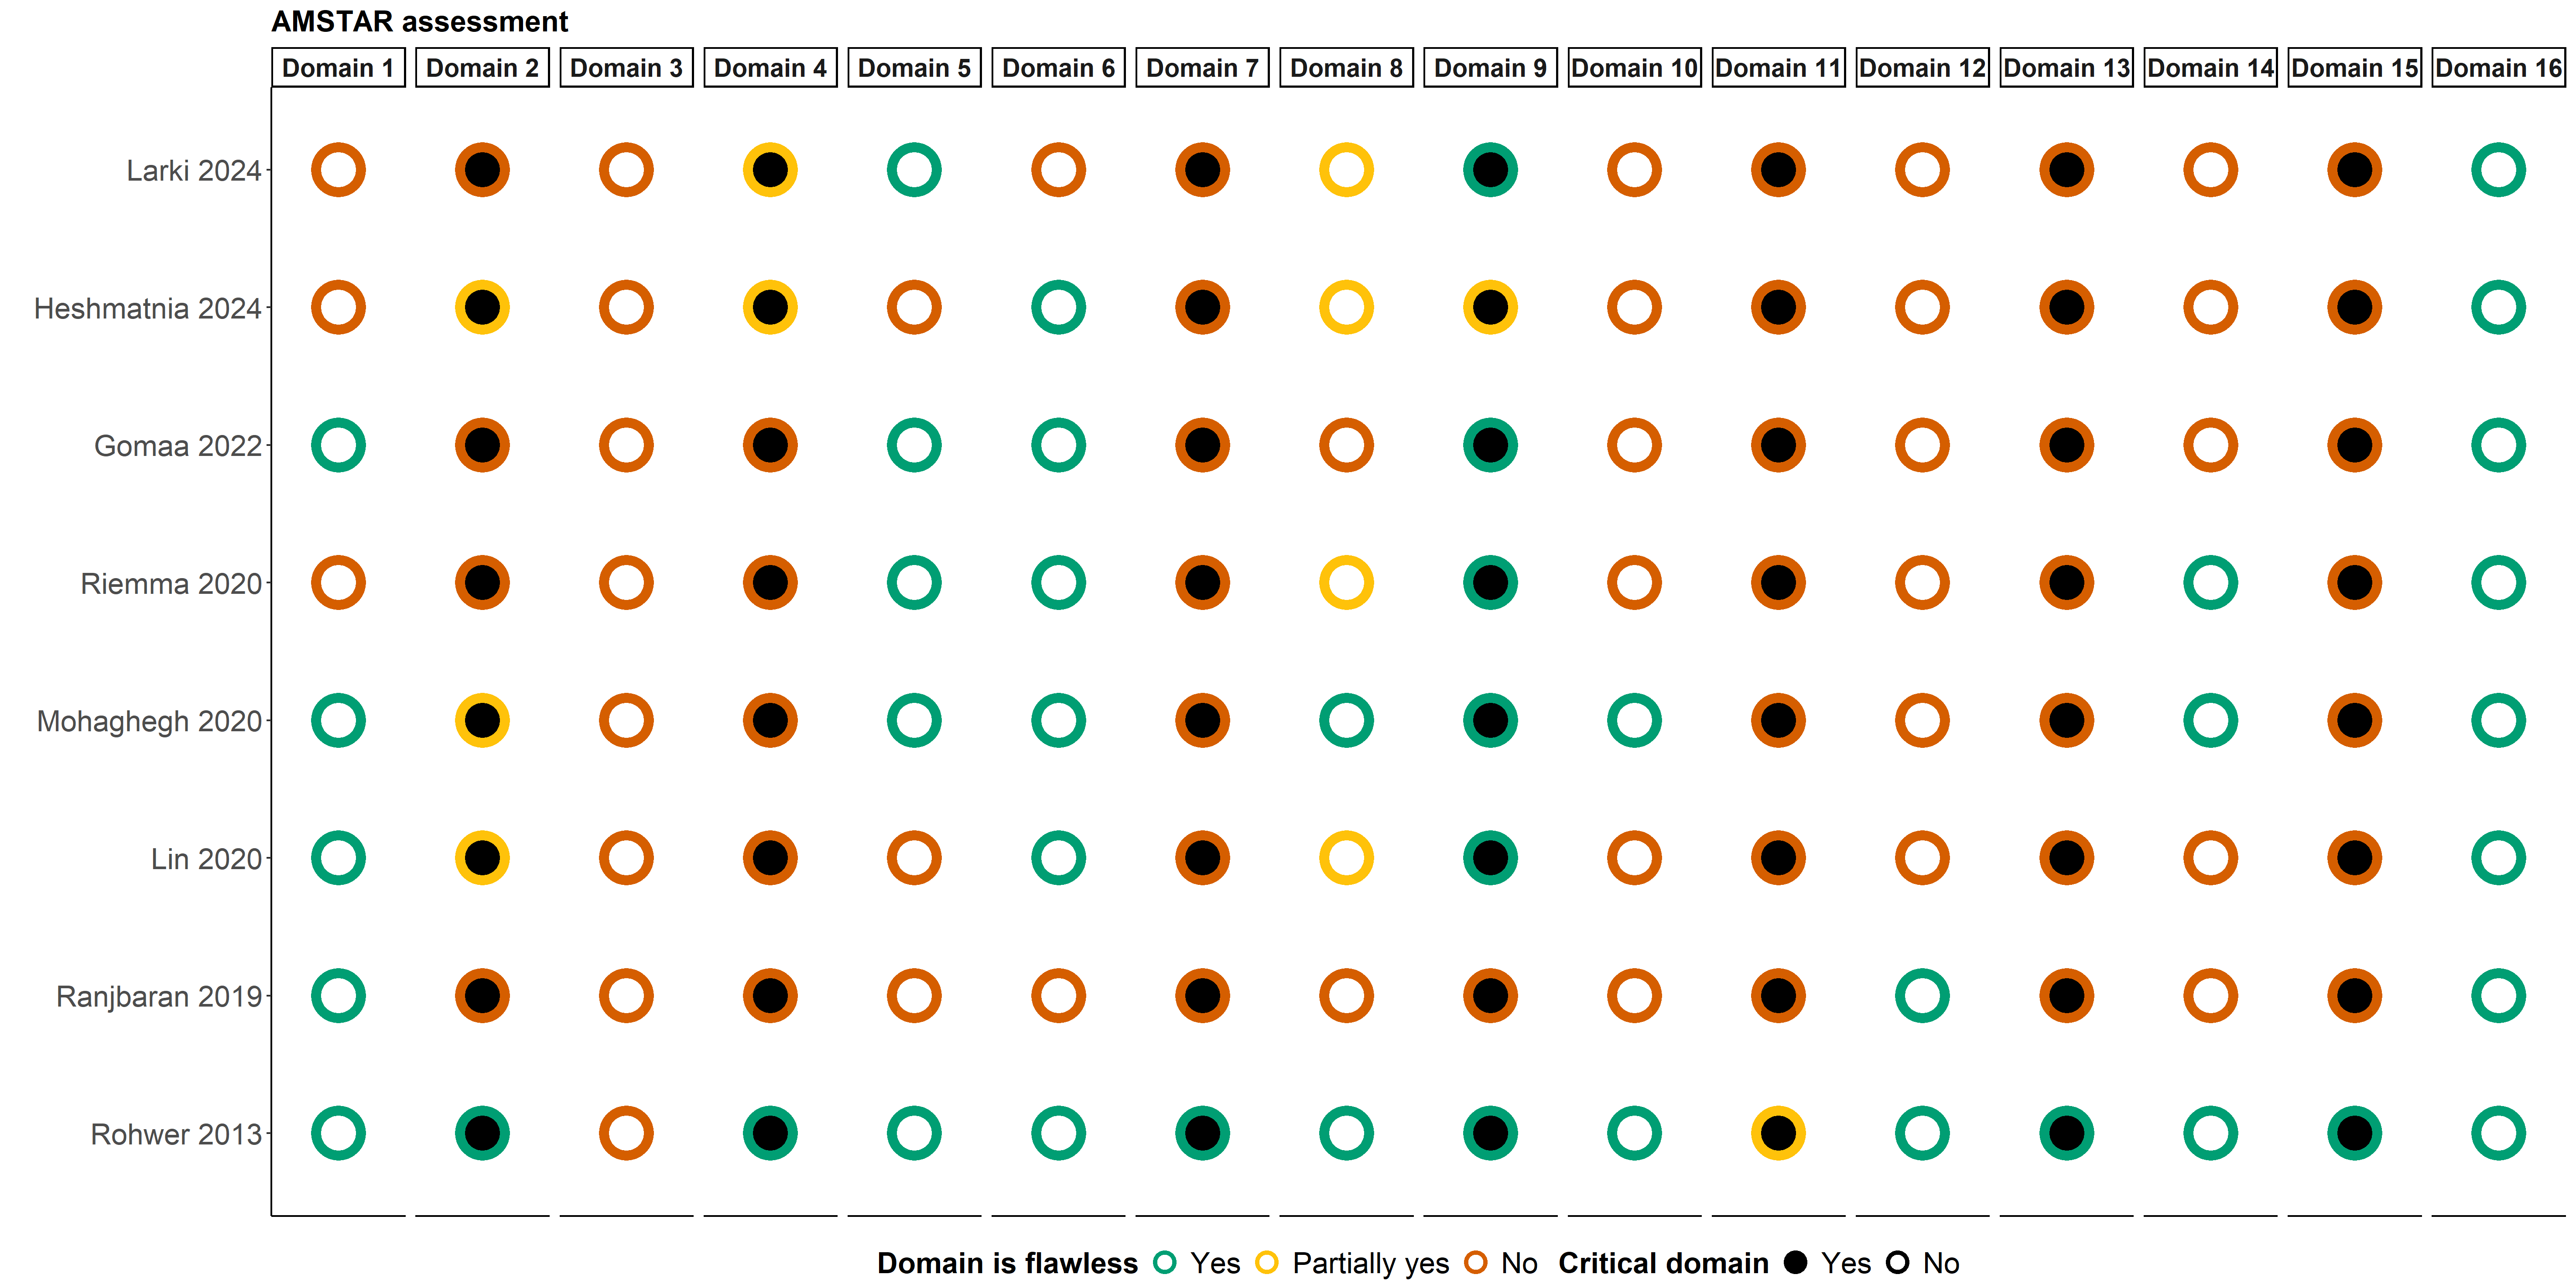 AMSTAR assessment
Domain 1 Domain 2 Domain 3 Domain 4 Domain 5 Domain 6 Domain 7 Domain 8 Domain 9 Domain 10 Domain 11 Domain 12 Domain 13 Domain 14 Domain 15 Domain 16
Larki 2024
Heshmatnia 2024
Gomaa 2022
Riemma 2020
Mohaghegh 2020
Lin 2020
Ranjbaran 2019
Rohwer 2013
Domain is flawless Yes Partially yes No Critical domain Yes No